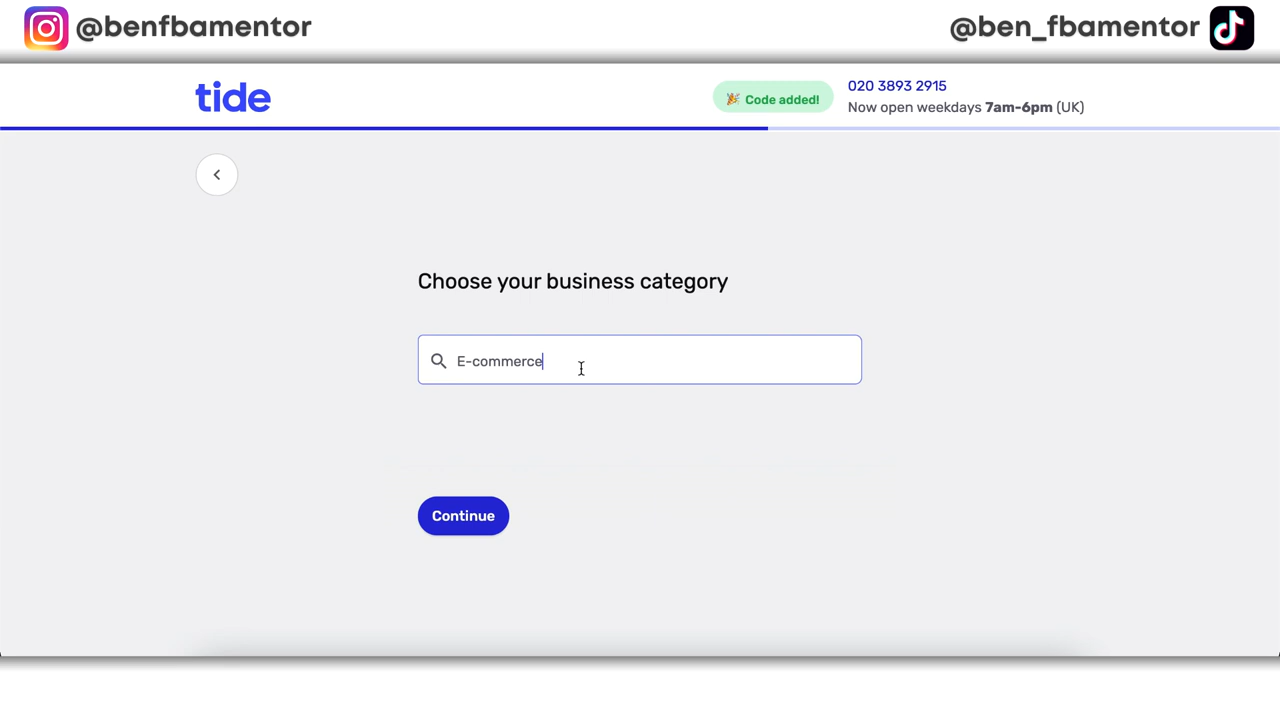 @benfbamentor
@ben_fbamentor
tide
🎉 Code added!
020 3893 2915
Now open weekdays 7am-6pm (UK)
Choose your business category
E-commerce
Continue